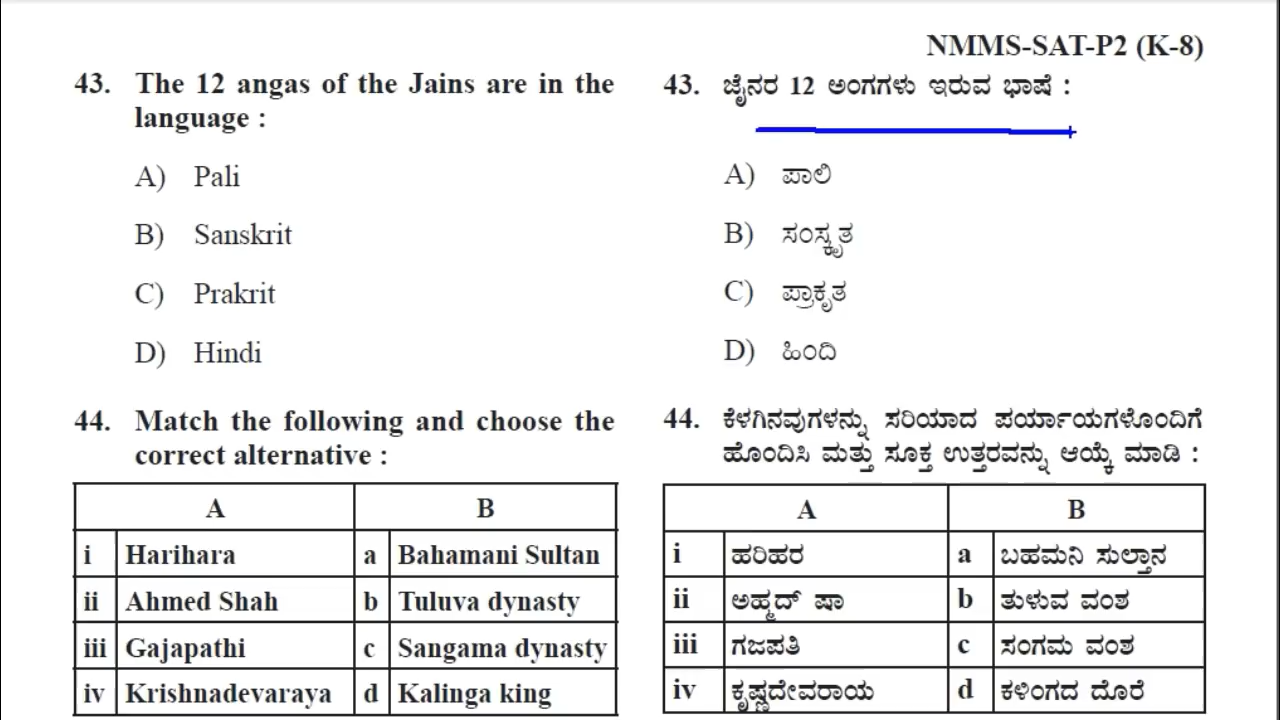 NMMS-SAT-P2 (K-8)
43. The 12 angas of the Jains are in the
language :
A) Pali
B) Sanskrit
C) Prakrit
D) Hindi
44. Match the following and choose the
correct alternative :
A B
i Harihara a Bahamani Sultan
ii Ahmed Shah b Tuluva dynasty
iii Gajapathi c Sangama dynasty
iv Krishnadevaraya d Kalinga king
43. ಜೈನರ 12 ಅಂಗಗಳು ಇರುವ ಭಾಷೆ :
A) ಪಾಲಿ
B) ಸಂಸ್ಕೃತ
C) ಪ್ರಾಕೃತ
D) ಹಿಂದಿ
44. ಕೆಳಗಿನವುಗಳನ್ನು ಸರಿಯಾದ ಪರ್ಯಾಯಗಳೊಂದಿಗೆ
ಹೊಂದಿಸಿ ಮತ್ತು ಸೂಕ್ತ ಉತ್ತರವನ್ನು ಆಯ್ಕೆ ಮಾಡಿ :
A B
i ಹರಿಹರ a ಬಹಮನಿ ಸುಲ್ತಾನ
ii ಅಹ್ಮದ್ ಷಾ b ತುಳುವ ವಂಶ
iii ಗಜಪತಿ c ಸಂಗಮ ವಂಶ
iv ಕೃಷ್ಣದೇವರಾಯ d ಕಳಿಂಗದ ದೊರೆ